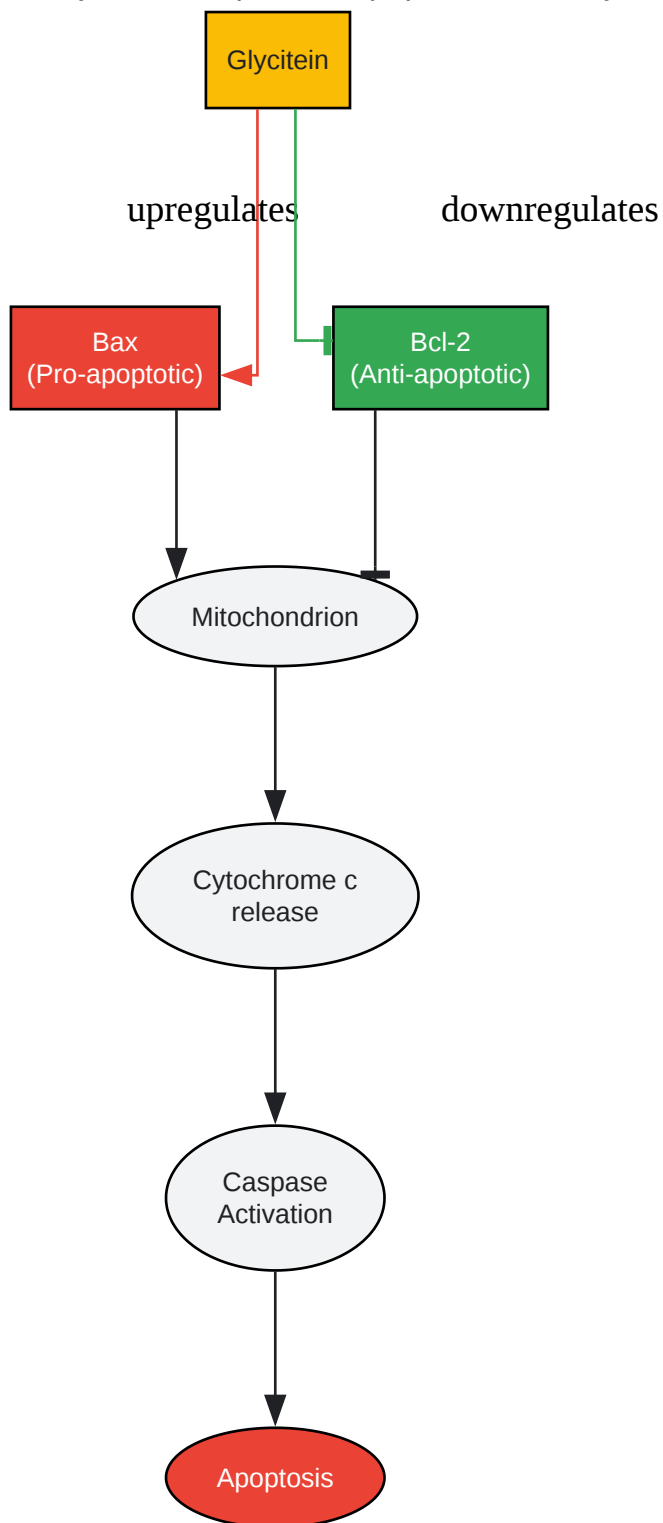 Glycitein
upregulates
downregulates
Bax
(Pro-apoptotic)
Bcl-2
(Anti-apoptotic)
Mitochondrion
Cytochrome c
release
Caspase
Activation
Apoptosis